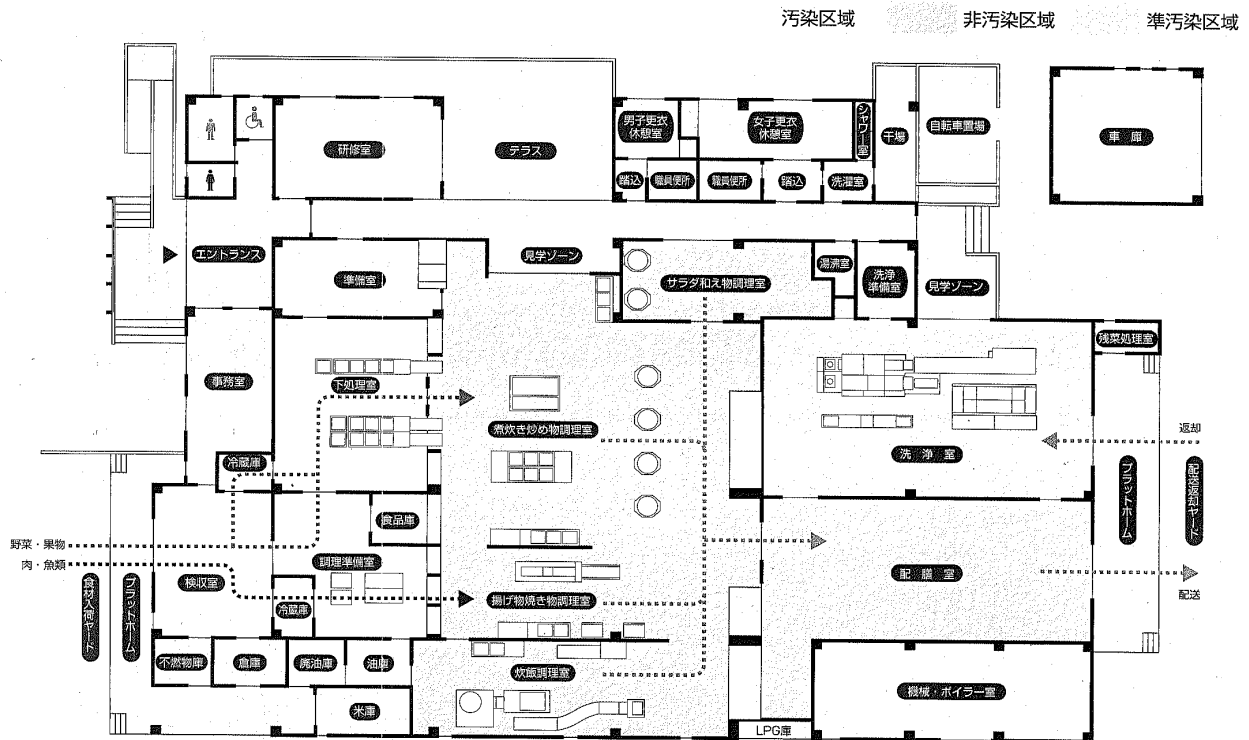 汚染区域
非汚染区域
準汚染区域
男子更衣
休憩室
女子更衣
休憩室
シャワー室
干場
自転車置場
車庫
研修室
テラス
踏込
職員便所
職員便所
踏込
洗濯室
エントランス
準備室
見学ゾーン
サラダ和え物調理室
湯沸室
洗浄
準備室
見学ゾーン
残菜処理室
事務室
下処理室
煮炊き炒め物調理室
洗浄室
返却
プラットホーム
配送返却ヤード
冷蔵庫
食品庫
野菜・果物
肉・魚類
検収室
調理準備室
冷蔵庫
揚げ物焼き物調理室
配膳室
配送
食材入荷ヤード
プラットホーム
不燃物庫
倉庫
廃油庫
油庫
炊飯調理室
米庫
機械・ボイラー室
LPG庫